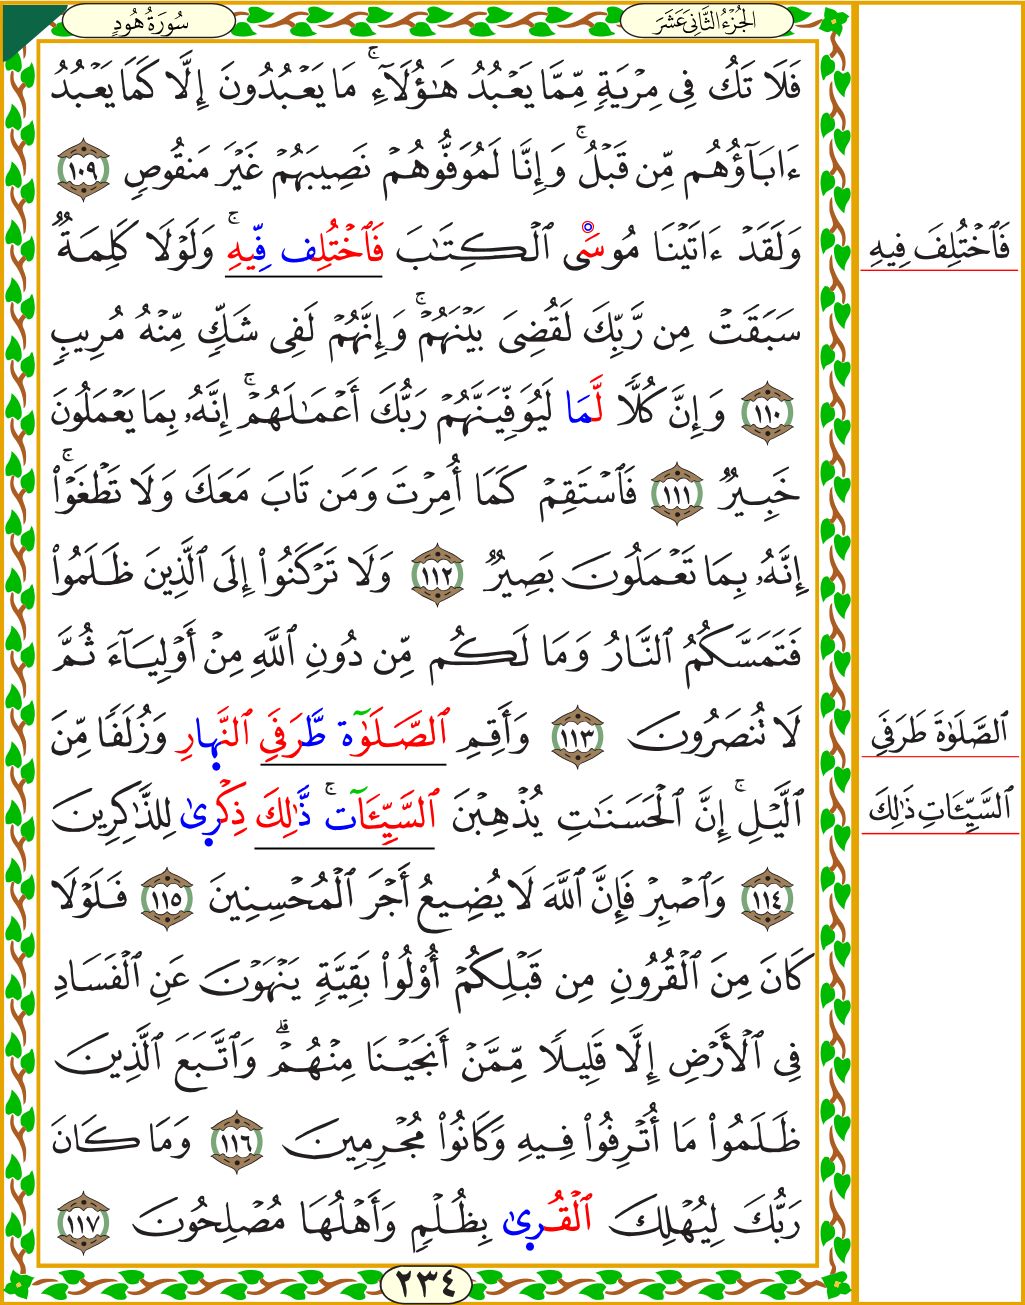 سُورَةُ هُودٍ
الجُزْءُ الثَّانِيَ عَشَرَ
فَلَا تَكُ فِى مِرْيَةٍ مِّمَّا يَعْبُدُ هَـٰٓؤُلَآءِ ۚ مَا يَعْبُدُونَ إِلَّا كَمَا يَعْبُدُ
ءَابَآؤُهُم مِّن قَبْلُ ۚ وَإِنَّا لَمُوَفُّوهُمْ نَصِيبَهُمْ غَيْرَ مَنقُوصٍ ١٠٩
وَلَقَدْ ءَاتَيْنَا مُوسَى ٱلْكِتَـٰبَ فَٱخْتُلِف فِّيهِ ۚ وَلَوْلَا كَلِمَةٌ
فَٱخْتُلِفَ فِيهِ
سَبَقَتْ مِن رَّبِّكَ لَقُضِىَ بَيْنَهُمْ ۚ وَإِنَّهُمْ لَفِى شَكٍّ مِّنْهُ مُرِيبٍ
١١٠ وَإِنَّ كُلًّا لَّمَا لَيُوَفِّيَنَّهُمْ رَبُّكَ أَعْمَـٰلَهُمْ ۚ إِنَّهُۥ بِمَا يَعْمَلُونَ
خَبِيرٌ ١١١ فَٱسْتَقِمْ كَمَآ أُمِرْتَ وَمَن تَابَ مَعَكَ وَلَا تَطْغَوْا۟ ۚ
إِنَّهُۥ بِمَا تَعْمَلُونَ بَصِيرٌ ١١٢ وَلَا تَرْكَنُوٓا۟ إِلَى ٱلَّذِينَ ظَلَمُوا۟
فَتَمَسَّكُمُ ٱلنَّارُ وَمَا لَكُم مِّن دُونِ ٱللَّهِ مِنْ أَوْلِيَآءَ ثُمَّ
لَا تُنصَرُونَ ١١٣ وَأَقِمِ ٱلصَّلَوٰة طَّرَفَىِ ٱلنَّهِارِ وَزُلَفًا مِّنَ
ٱلصَّلَوٰةَ طَرَفَىِ
ٱلَّيْلِ ۚ إِنَّ ٱلْحَسَنَـٰتِ يُذْهِبْنَ ٱلسَّيِّـَٔات ۚ ذَّٰلِكَ ذِكْرِىٰ لِلذَّٰكِرِينَ
ٱلسَّيِّـَٔاتِ ذَٰلِكَ
١١٤ وَٱصْبِرْ فَإِنَّ ٱللَّهَ لَا يُضِيعُ أَجْرَ ٱلْمُحْسِنِينَ ١١٥ فَلَوْلَا
كَانَ مِنَ ٱلْقُرُونِ مِن قَبْلِكُمْ أُو۟لُوا۟ بَقِيَّةٍ يَنْهَوْنَ عَنِ ٱلْفَسَادِ
فِى ٱلْأَرْضِ إِلَّا قَلِيلًا مِّمَّنْ أَنجَيْنَا مِنْهُمْ ۗ وَٱتَّبَعَ ٱلَّذِينَ
ظَلَمُوا۟ مَآ أُتْرِفُوا۟ فِيهِ وَكَانُوا۟ مُجْرِمِينَ ١١٦ وَمَا كَانَ
رَبُّكَ لِيُهْلِكَ ٱلْقُرِىٰ بِظُلْمٍ وَأَهْلُهَا مُصْلِحُونَ ١١٧
٢٣٤